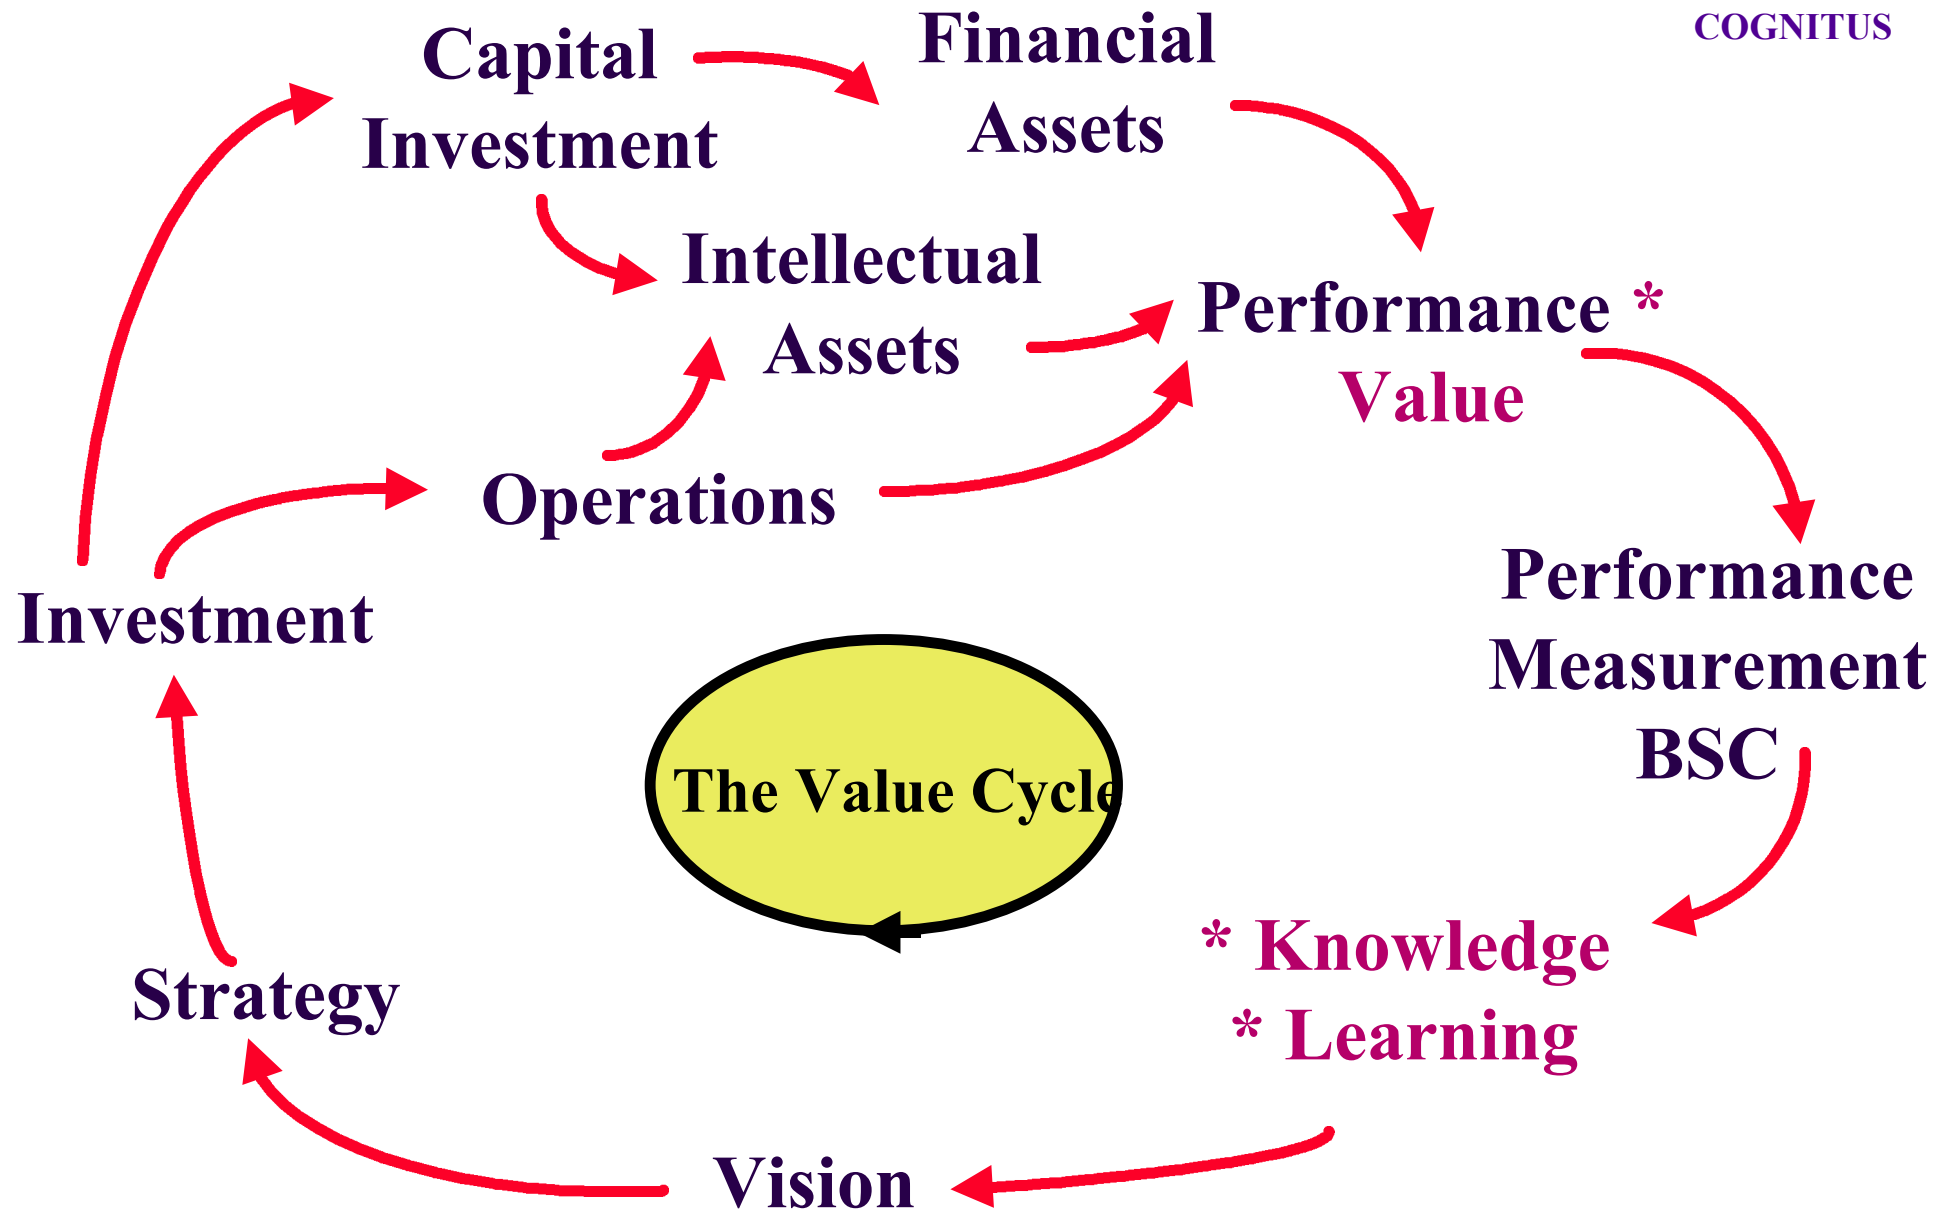 COGNITUS
Capital
Investment
Financial
Assets
Intellectual
Assets
Performance *
Value
Operations
Investment
Performance
Measurement
BSC
The Value Cycle
* Knowledge
* Learning
Strategy
Vision